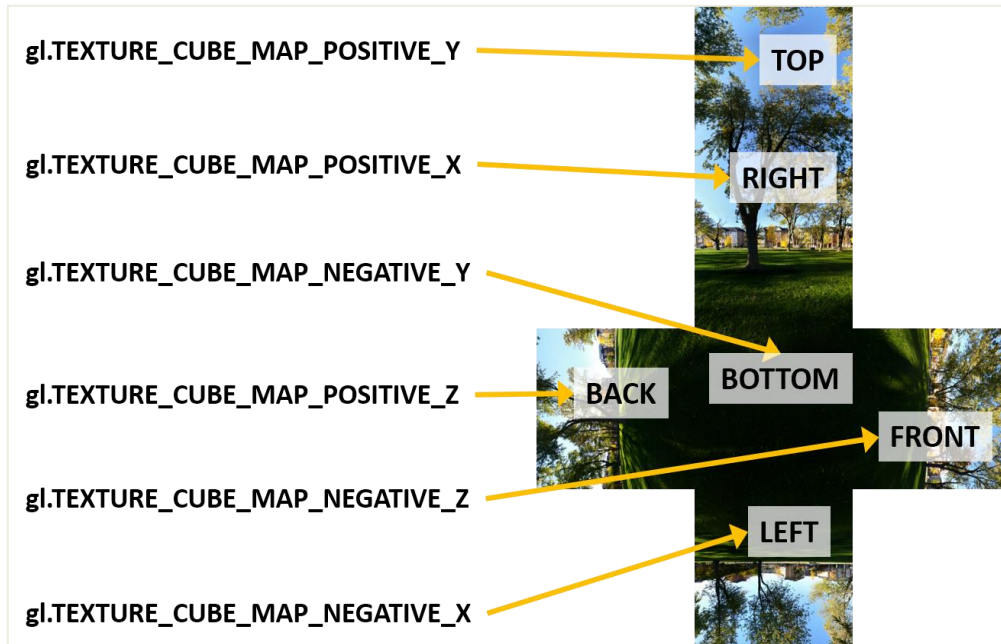 gl.TEXTURE_CUBE_MAP_POSITIVE_Y
TOP
gl.TEXTURE_CUBE_MAP_POSITIVE_X
RIGHT
gl.TEXTURE_CUBE_MAP_NEGATIVE_Y
BOTTOM
gl.TEXTURE_CUBE_MAP_POSITIVE_Z
BACK
FRONT
gl.TEXTURE_CUBE_MAP_NEGATIVE_Z
LEFT
gl.TEXTURE_CUBE_MAP_NEGATIVE_X